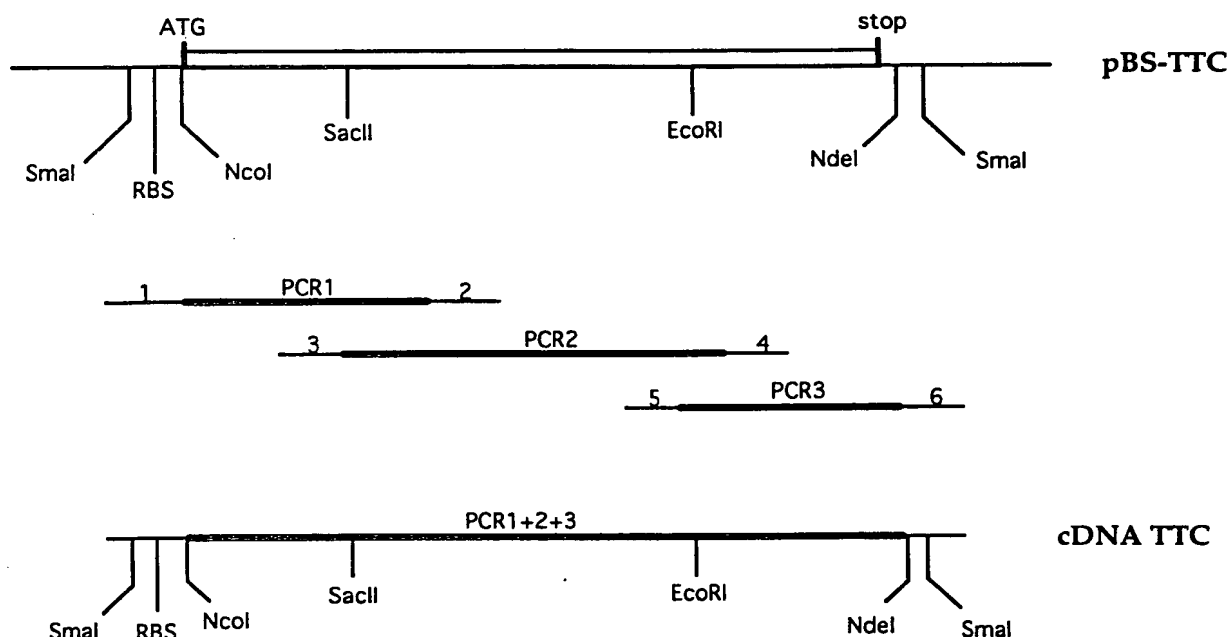 ATG
stop
pBS-TTC
SmaI
RBS
NcoI
SacII
EcoRI
NdeI
SmaI
1
PCR1
2
3
PCR2
4
5
PCR3
6
PCR1+2+3
cDNA TTC
SmaI
RBS
NcoI
SacII
EcoRI
NdeI
SmaI